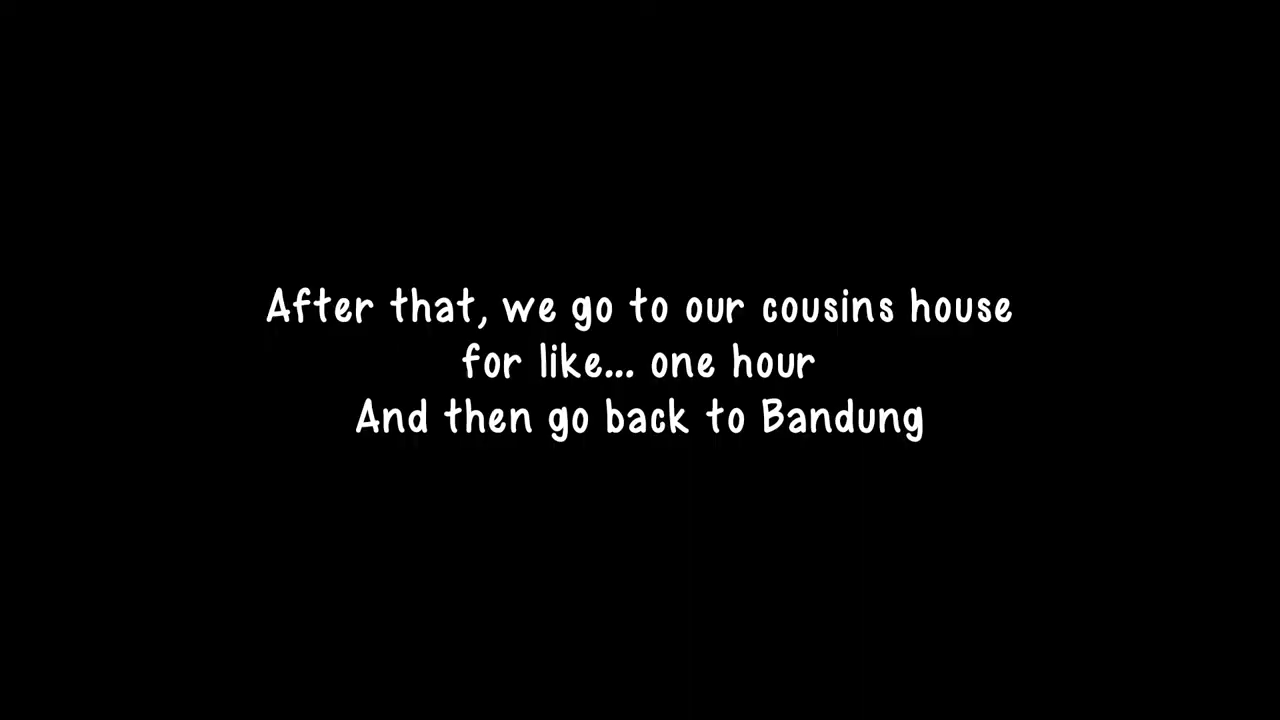 After that, we go to our cousins house
for like... one hour
And then go back to Bandung